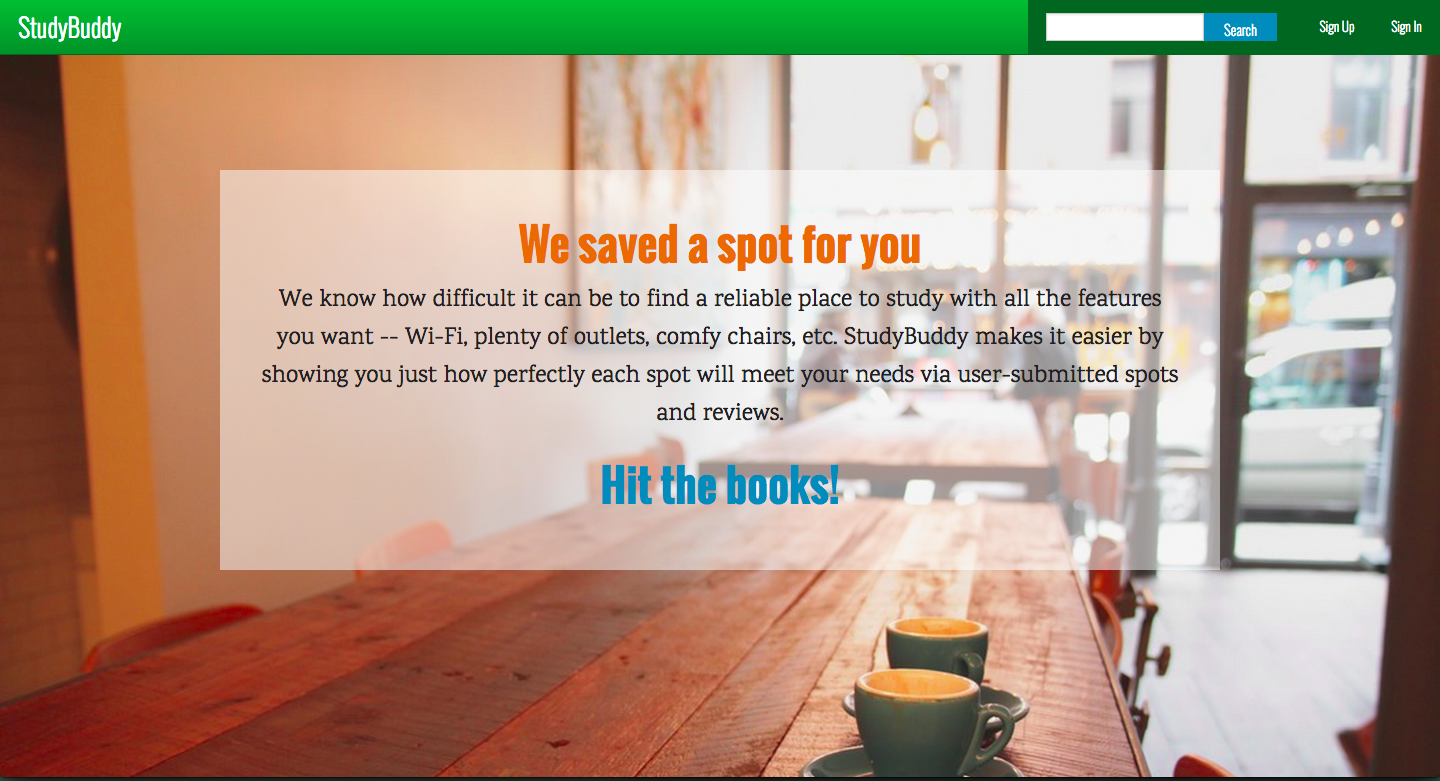 StudyBuddy
Search
Sign Up
Sign In
We saved a spot for you
We know how difficult it can be to find a reliable place to study with all the features
you want -- Wi-Fi, plenty of outlets, comfy chairs, etc. StudyBuddy makes it easier by
showing you just how perfectly each spot will meet your needs via user-submitted spots
and reviews.
Hit the books!